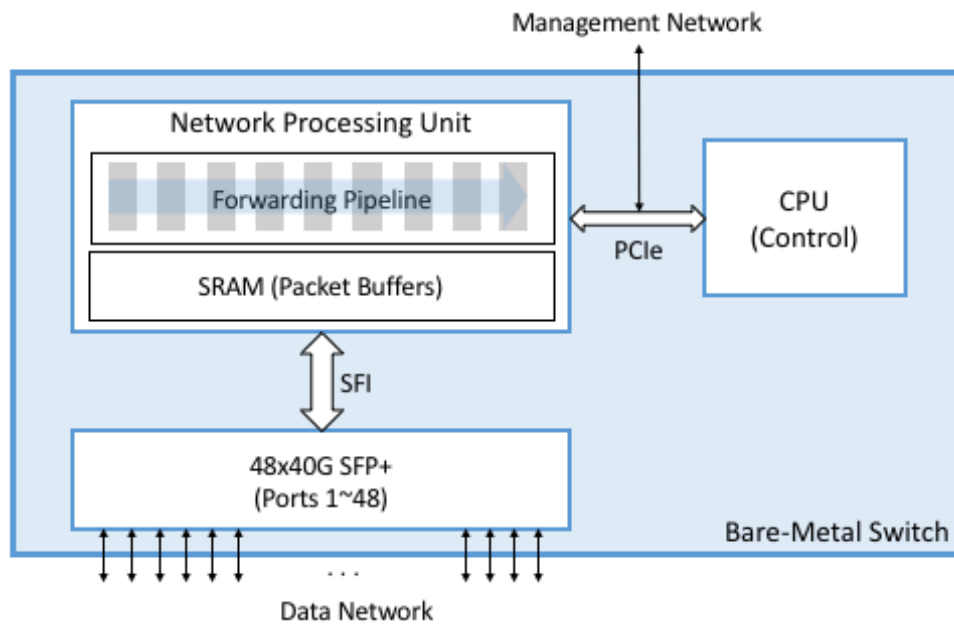 Management Network
Network Processing Unit
Forwarding Pipeline
SRAM (Packet Buffers)
PCIe
CPU
(Control)
SFI
48x40G SFP+
(Ports 1~48)
Bare-Metal Switch
. . .
Data Network